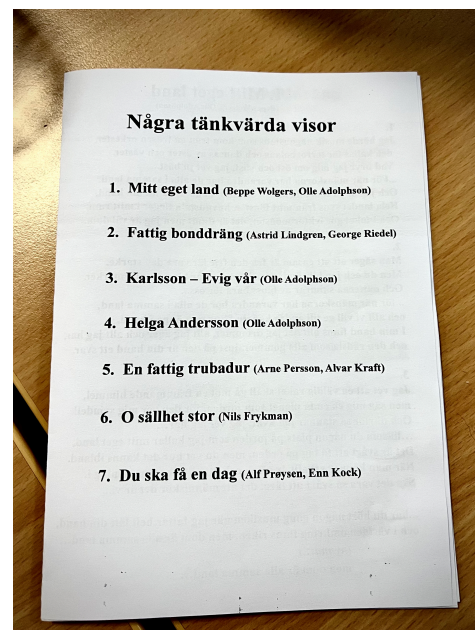 Några tänkvärda visor
1. Mitt eget land (Beppe Wolgers, Olle Adolphson)
2. Fattig bonddräng (Astrid Lindgren, George Riedel)
3. Karlsson – Evig vår (Olle Adolphson)
4. Helga Andersson (Olle Adolphson)
5. En fattig trubadur (Arne Persson, Alvar Kraft)
6. O sällhet stor (Nils Frykman)
7. Du ska få en dag (Alf Prøysen, Enn Kock)